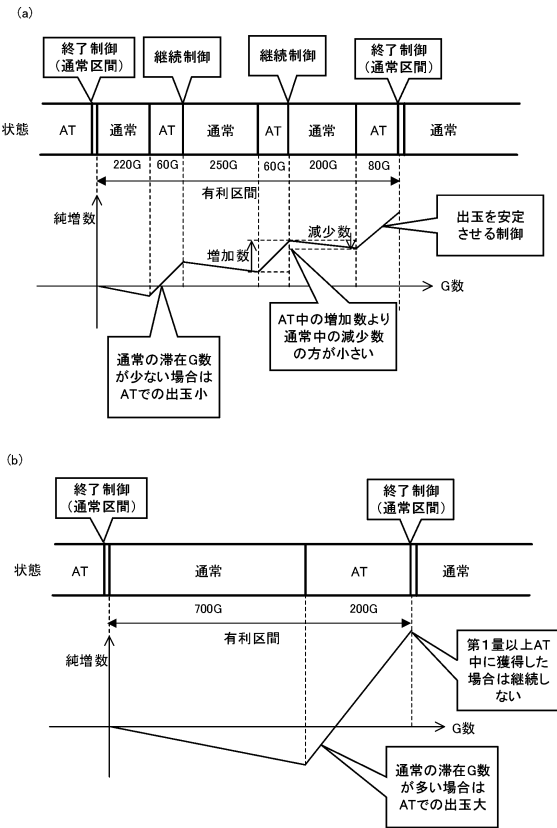 (a)
終了制御
(通常区間)
継続制御
継続制御
終了制御
(通常区間)
状態
AT
通常
AT
通常
AT
通常
AT
通常
220G
60G
250G
60G
200G
80G
有利区間
純増数
増加数
減少数
出玉を安定
させる制御
G数
通常の滞在G数
が少ない場合は
ATでの出玉小
AT中の増加数より
通常中の減少数
の方が小さい
(b)
終了制御
(通常区間)
終了制御
(通常区間)
状態
AT
通常
AT
通常
700G
200G
有利区間
純増数
第1量以上AT
中に獲得した
場合は継続し
ない
G数
通常の滞在G数
が多い場合は
ATでの出玉大